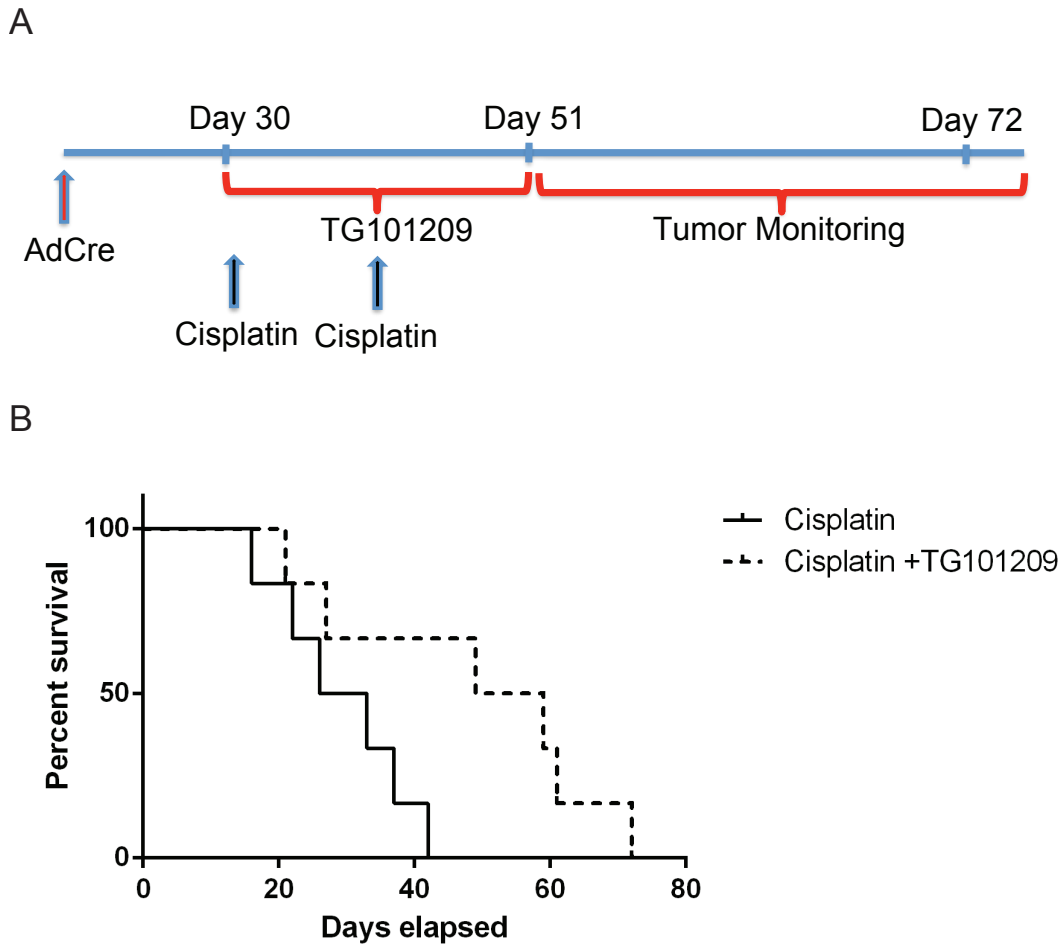 A
Day 30
Day 51
Day 72
AdCre
TG101209
Tumor Monitoring
Cisplatin
Cisplatin
B
Percent survival
100
50
0
0
20
40
60
80
Days elapsed
Cisplatin
Cisplatin +TG101209